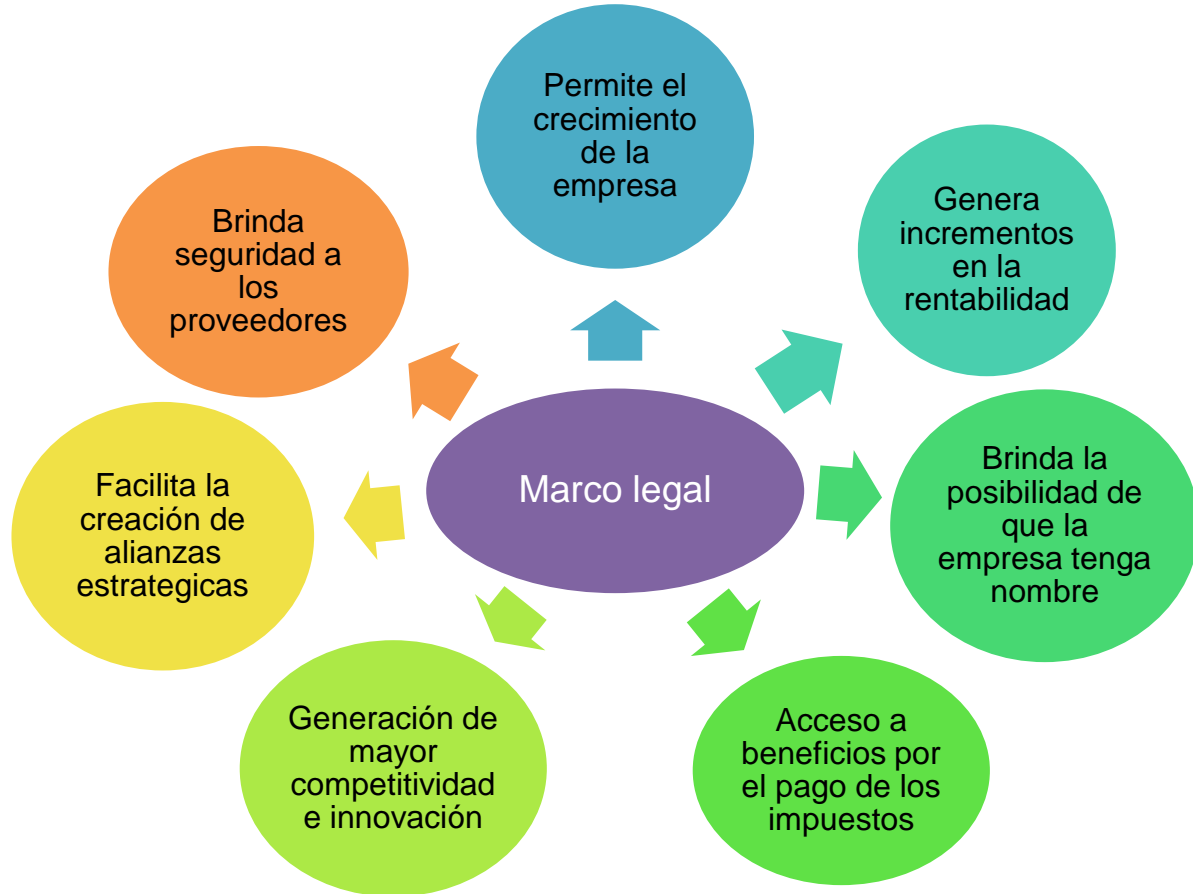 Permite el
crecimiento
de la
empresa
Genera
incrementos
en la
rentabilidad
Brinda la
posibilidad de
que la
empresa tenga
nombre
Acceso a
beneficios por
el pago de los
impuestos
Generación de
mayor
competitividad
e innovación
Facilita la
creación de
alianzas
estrategicas
Brinda
seguridad a
los
proveedores
Marco legal